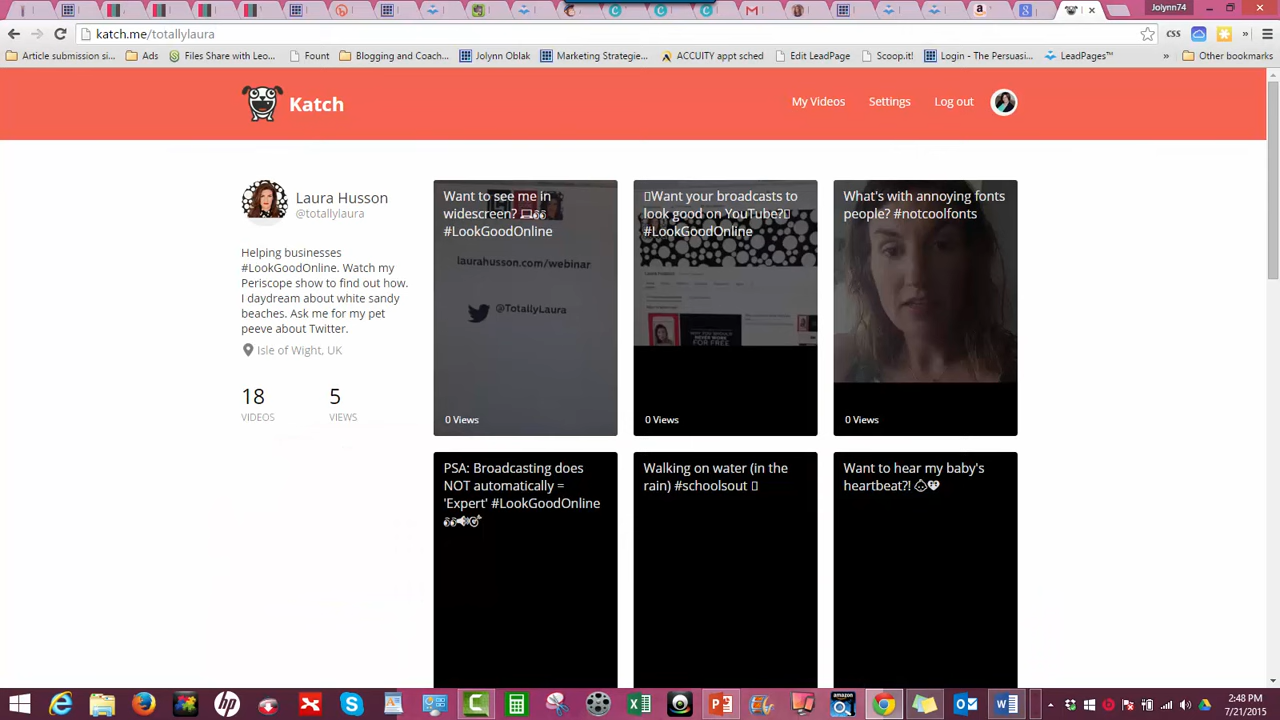 Jolynn74
katch.me/totallylaura
CSS
»
Article submission si...
Ads
Files Share with Leo...
Fount
Blogging and Coach...
Jolynn Oblak
Marketing Strategie...
ACCUITY appt sched
Edit LeadPage
Scoop.it!
Login - The Persuasi...
LeadPages™
»
Other bookmarks
Katch
My Videos
Settings
Log out
Laura Husson
@totallylaura
Helping businesses
#LookGoodOnline. Watch my
Periscope show to find out how.
I daydream about white sandy
beaches. Ask me for my pet
peeve about Twitter.
Isle of Wight, UK
18
VIDEOS
5
VIEWS
Want to see me in
widescreen? 💻👀
#LookGoodOnline
laurahusson.com/webinar
@TotallyLaura
0 Views
Want your broadcasts to
look good on YouTube?
#LookGoodOnline
0 Views
What's with annoying fonts
people? #notcoolfonts
0 Views
PSA: Broadcasting does
NOT automatically =
'Expert' #LookGoodOnline
👀📢🎯
Walking on water (in the
rain) #schoolsout
Want to hear my baby's
heartbeat?! 👶💓
2:48 PM
7/21/2015